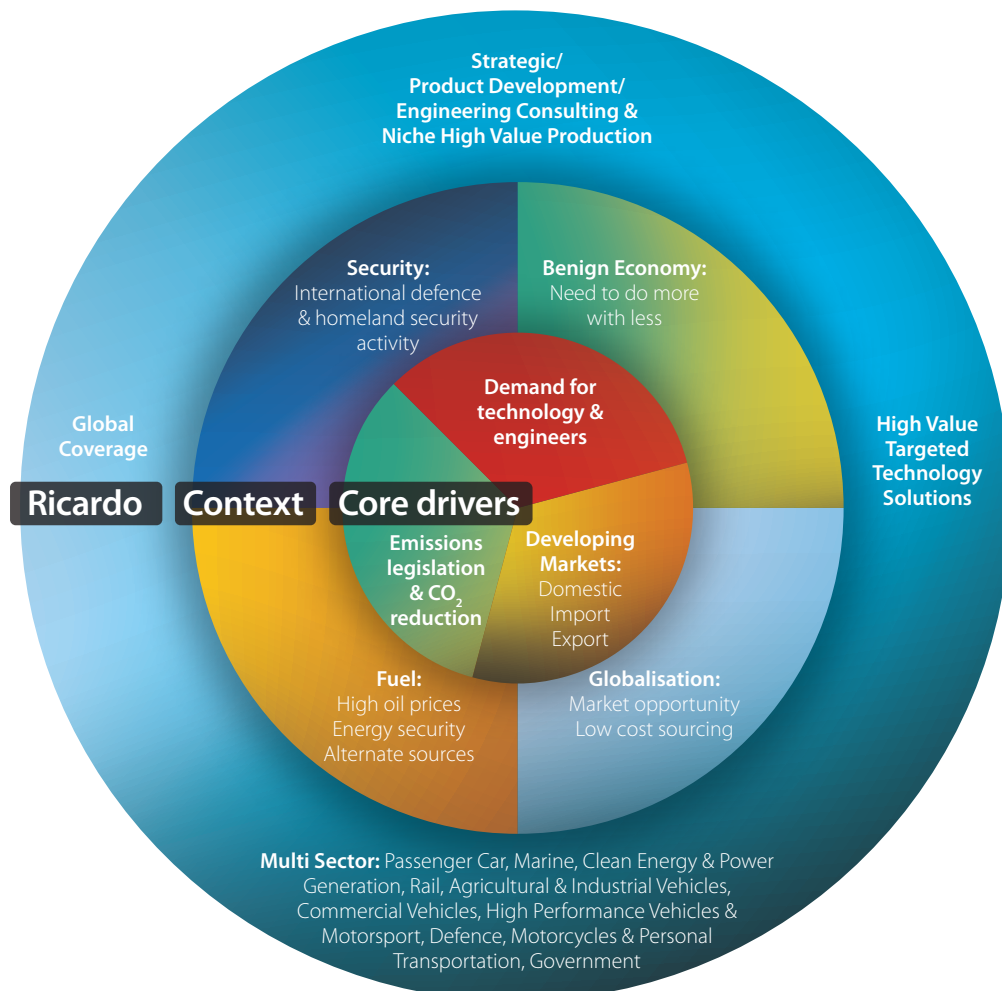 Strategic/
Product Development/
Engineering Consulting &
Niche High Value Production
Security:
International defence
& homeland security
activity
Benign Economy:
Need to do more
with less
Demand for
technology &
engineers
Global
Coverage
High Value
Targeted
Technology
Solutions
Ricardo
Context
Core drivers
Emissions
legislation
& CO₂
reduction
Developing
Markets:
Domestic
Import
Export
Fuel:
High oil prices
Energy security
Alternate sources
Globalisation:
Market opportunity
Low cost sourcing
Multi Sector: Passenger Car, Marine, Clean Energy & Power
Generation, Rail, Agricultural & Industrial Vehicles,
Commercial Vehicles, High Performance Vehicles &
Motorsport, Defence, Motorcycles & Personal
Transportation, Government